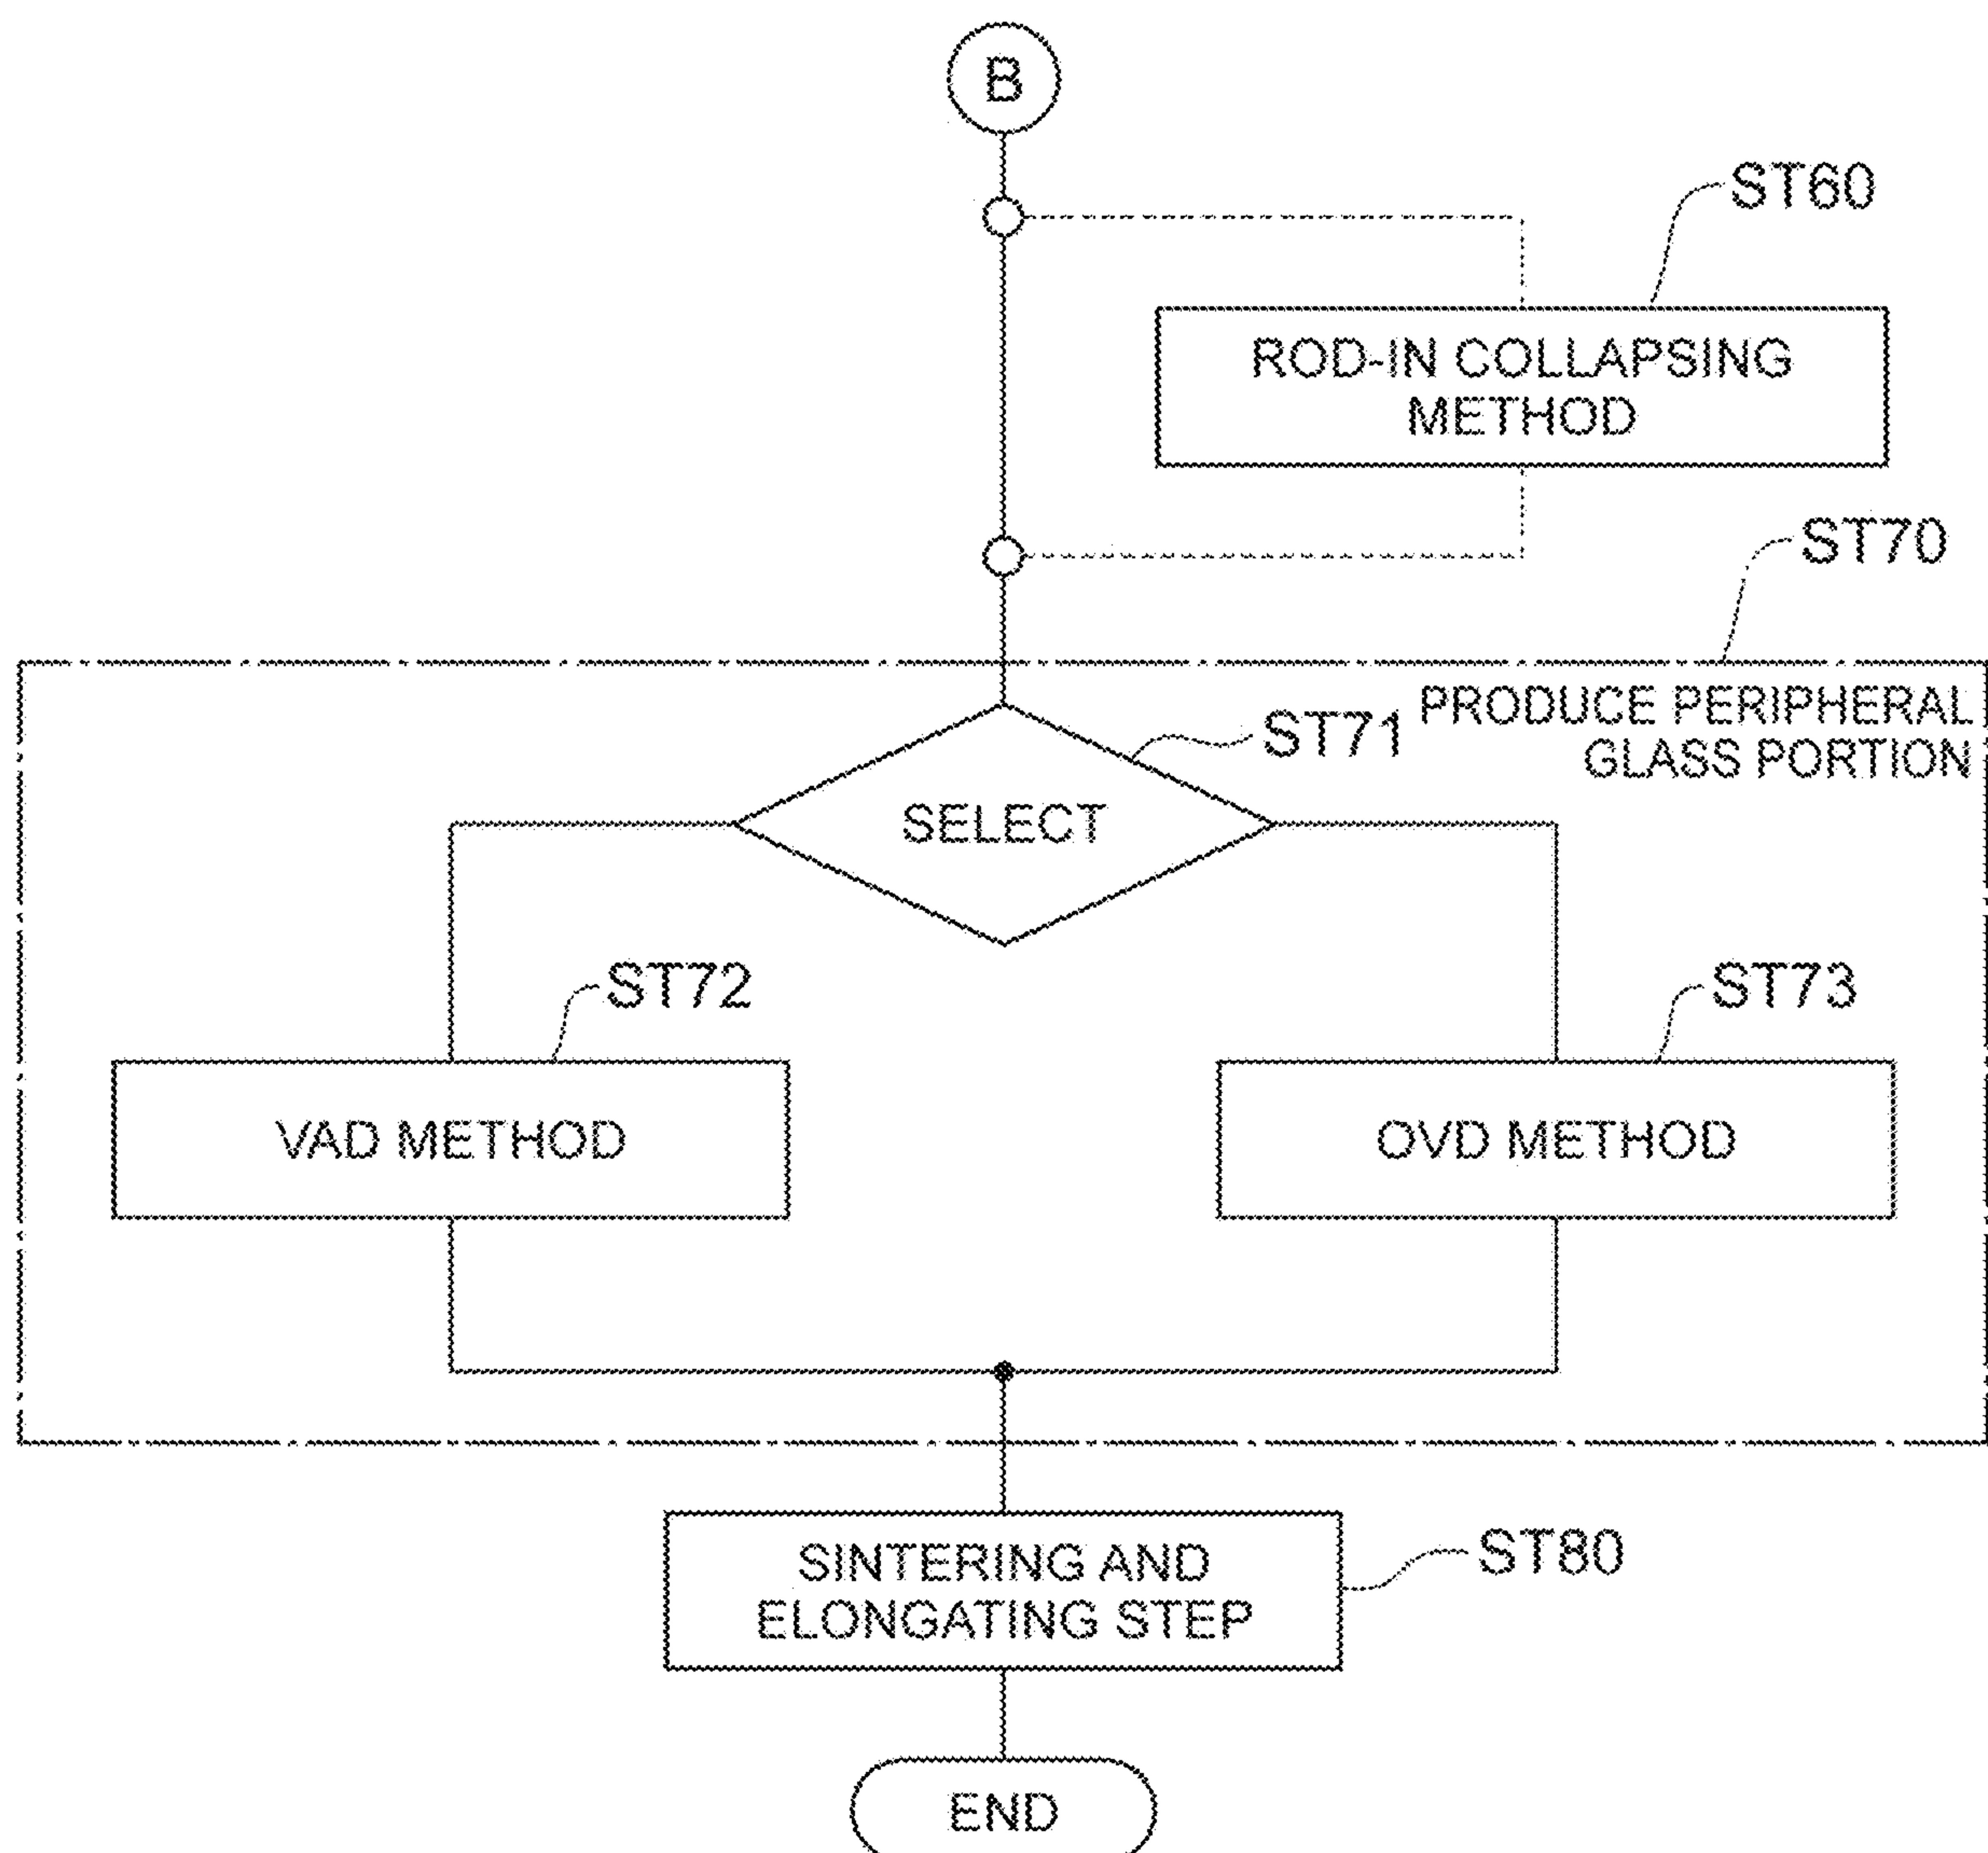 B
ST60
ROD-IN COLLAPSING
METHOD
ST70
PRODUCE PERIPHERAL
GLASS PORTION
ST71
SELECT
ST72
ST73
VAD METHOD
OVD METHOD
SINTERING AND
ELONGATING STEP
ST80
END